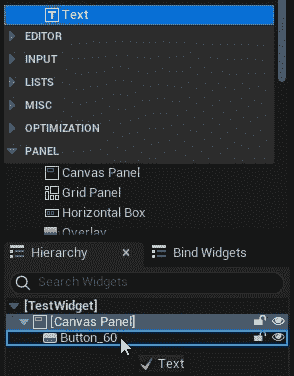 Text
EDITOR
INPUT
LISTS
MISC
OPTIMIZATION
PANEL
Canvas Panel
Grid Panel
Horizontal Box
Overlay
Hierarchy Bind Widgets
Search Widgets
[TestWidget]
[Canvas Panel]
Button_60
Text